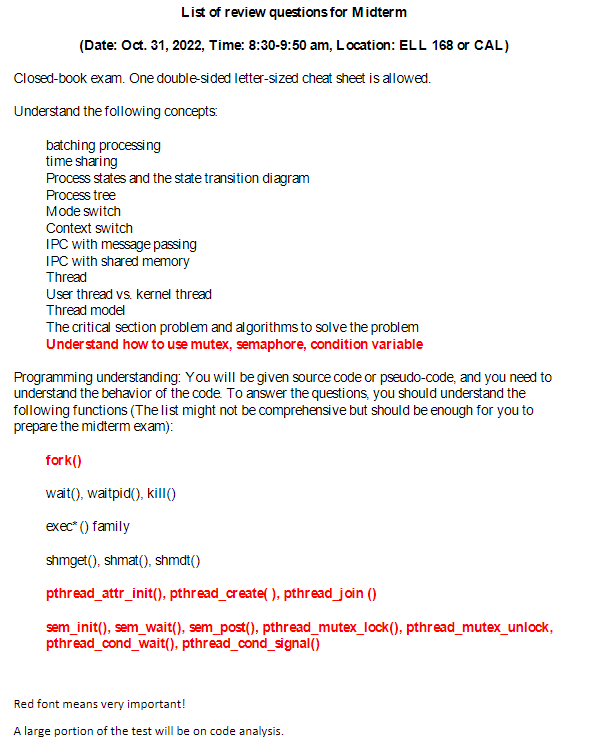 List of review questions for Midterm
(Date: Oct. 31, 2022, Time: 8:30-9:50 am, Location: ELL 168 or CAL)
Closed-book exam. One double-sided letter-sized cheat sheet is allowed.
Understand the following concepts:
batching processing
time sharing
Process states and the state transition diagram
Process tree
Mode switch
Context switch
IPC with message passing
IPC with shared memory
Thread
User thread vs. kernel thread
Thread model
The critical section problem and algorithms to solve the problem
Understand how to use mutex, semaphore, condition variable
Programming understanding: You will be given source code or pseudo-code, and you need to
understand the behavior of the code. To answer the questions, you should understand the
following functions (The list might not be comprehensive but should be enough for you to
prepare the midterm exam):
fork()
wait(), waitpid(), kill()
exec* () family
shmget(), shmat(), shmdt()
pthread_attr_init(), pthread_create( ), pthread_join ()
sem_init(), sem_wait(), sem_post(), pthread_mutex_lock(), pthread_mutex_unlock,
pthread_cond_wait(), pthread_cond_signal()
Red font means very important!
A large portion of the test will be on code analysis.